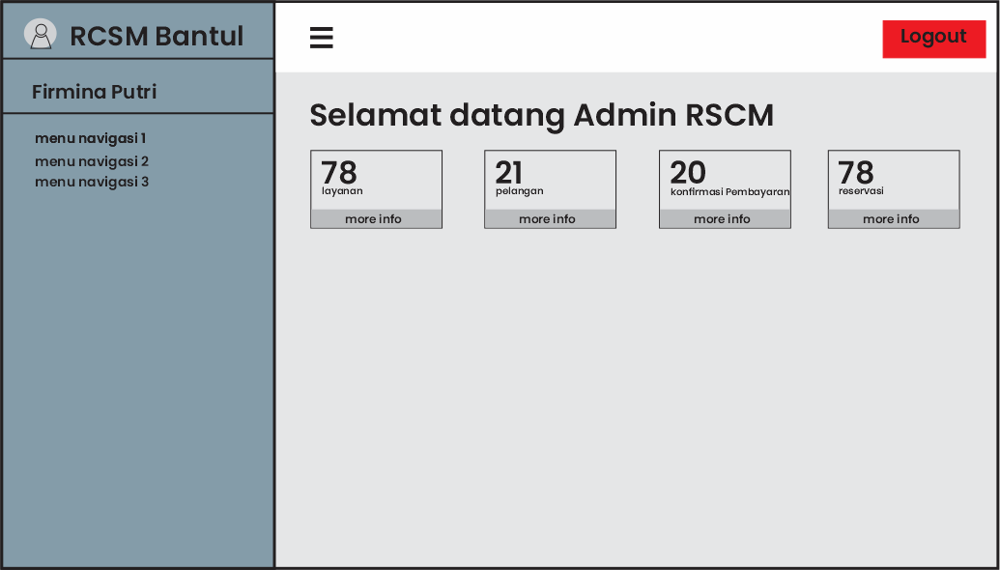 RCSM Bantul
Logout
Firmina Putri
menu navigasi 1
menu navigasi 2
menu navigasi 3
Selamat datang Admin RSCM
78
layanan
more info
21
pelangan
more info
20
konfirmasi Pembayaran
more info
78
reservasi
more info